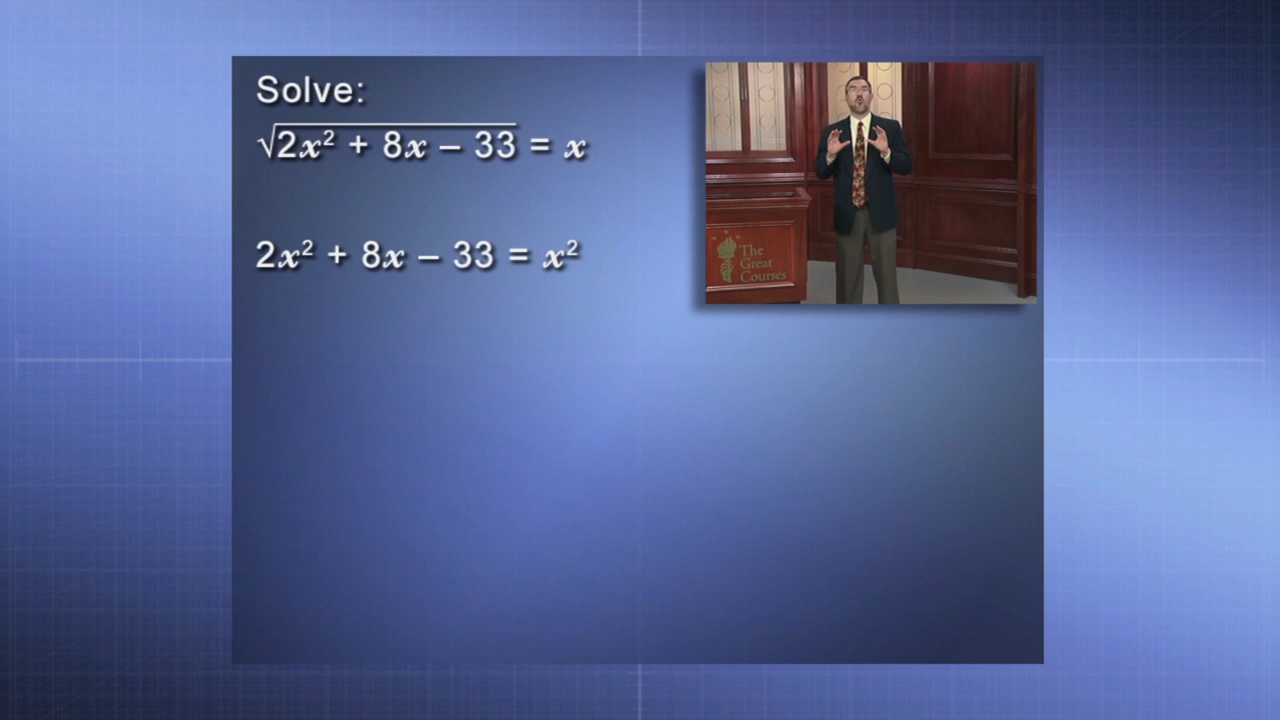 Solve:
√2x² + 8x – 33 = x
2x² + 8x – 33 = x²
The
Great
Courses